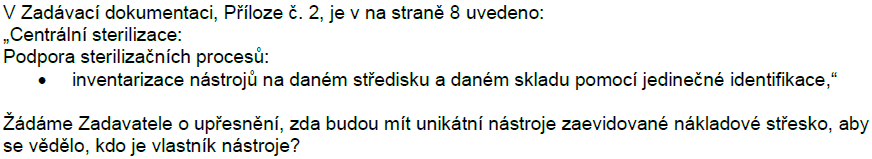 V Zadávací dokumentaci, Příloze č. 2, je v na straně 8 uvedeno:
„Centrální sterilizace:
Podpora sterilizačních procesů:
• inventarizace nástrojů na daném středisku a daném skladu pomocí jedinečné identifikace,“
Žádáme Zadavatele o upřesnění, zda budou mít unikátní nástroje zaevidované nákladové střesko, aby
se vědělo, kdo je vlastník nástroje?